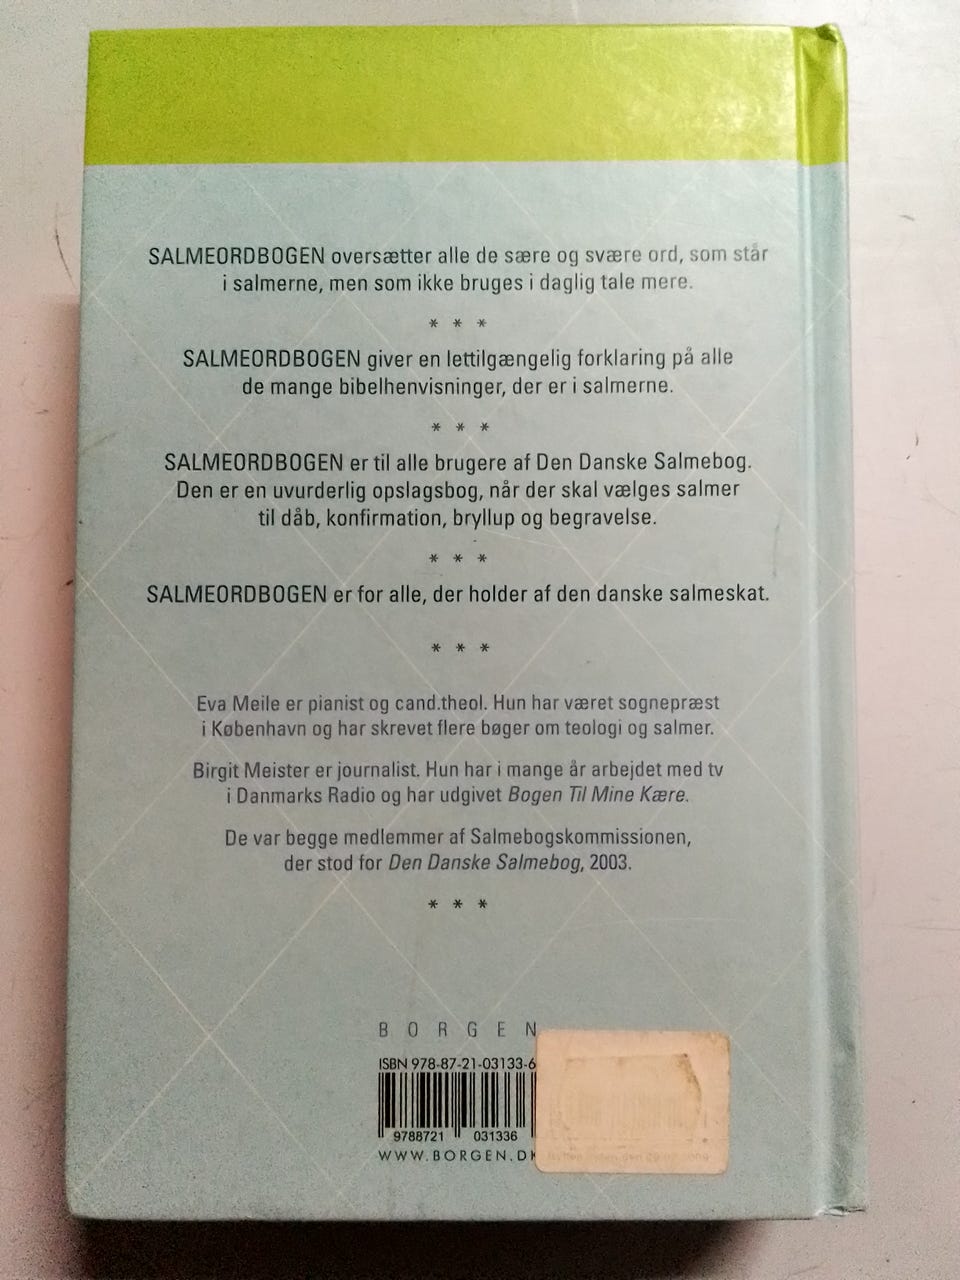 SALMEORDBOGEN oversætter alle de sære og svære ord, som står
i salmerne, men som ikke bruges i daglig tale mere.
* * *
SALMEORDBOGEN giver en lettilgængelig forklaring på alle
de mange bibelhenvisninger, der er i salmerne.
* * *
SALMEORDBOGEN er til alle brugere af Den Danske Salmebog.
Den er en uvurderlig opslagsbog, når der skal vælges salmer
til dåb, konfirmation, bryllup og begravelse.
* * *
SALMEORDBOGEN er for alle, der holder af den danske salmeskat.
* * *
Eva Meile er pianist og cand.theol. Hun har været sognepræst
i København og har skrevet flere bøger om teologi og salmer.
Birgit Meister er journalist. Hun har i mange år arbejdet med tv
i Danmarks Radio og har udgivet Bogen Til Mine Kære.
De var begge medlemmer af Salmebogskommissionen,
der stod for Den Danske Salmebog, 2003.
* * *
BORGEN
ISBN 978-87-21-03133-6
9788721 031336
WWW.BORGEN.DK